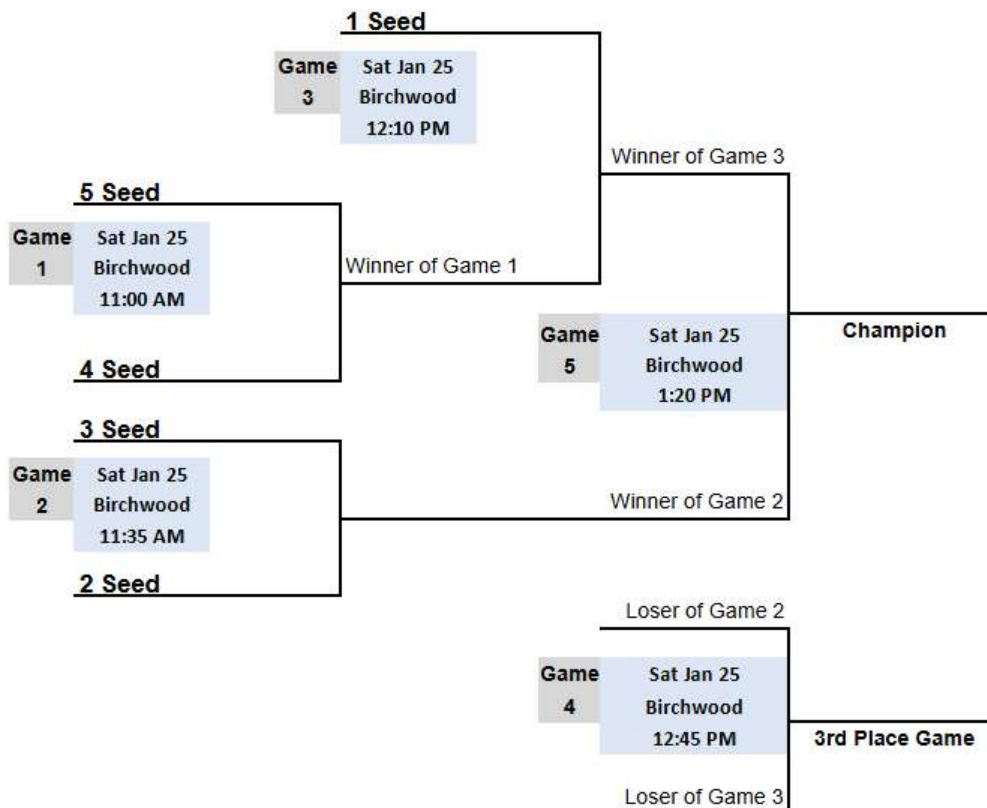 1 Seed
Game
3
Sat Jan 25
Birchwood
12:10 PM
Winner of Game 3
5 Seed
Game
1
Sat Jan 25
Birchwood
11:00 AM
Winner of Game 1
4 Seed
Game
5
Sat Jan 25
Birchwood
1:20 PM
Champion
3 Seed
Game
2
Sat Jan 25
Birchwood
11:35 AM
Winner of Game 2
2 Seed
Loser of Game 2
Game
4
Sat Jan 25
Birchwood
12:45 PM
3rd Place Game
Loser of Game 3